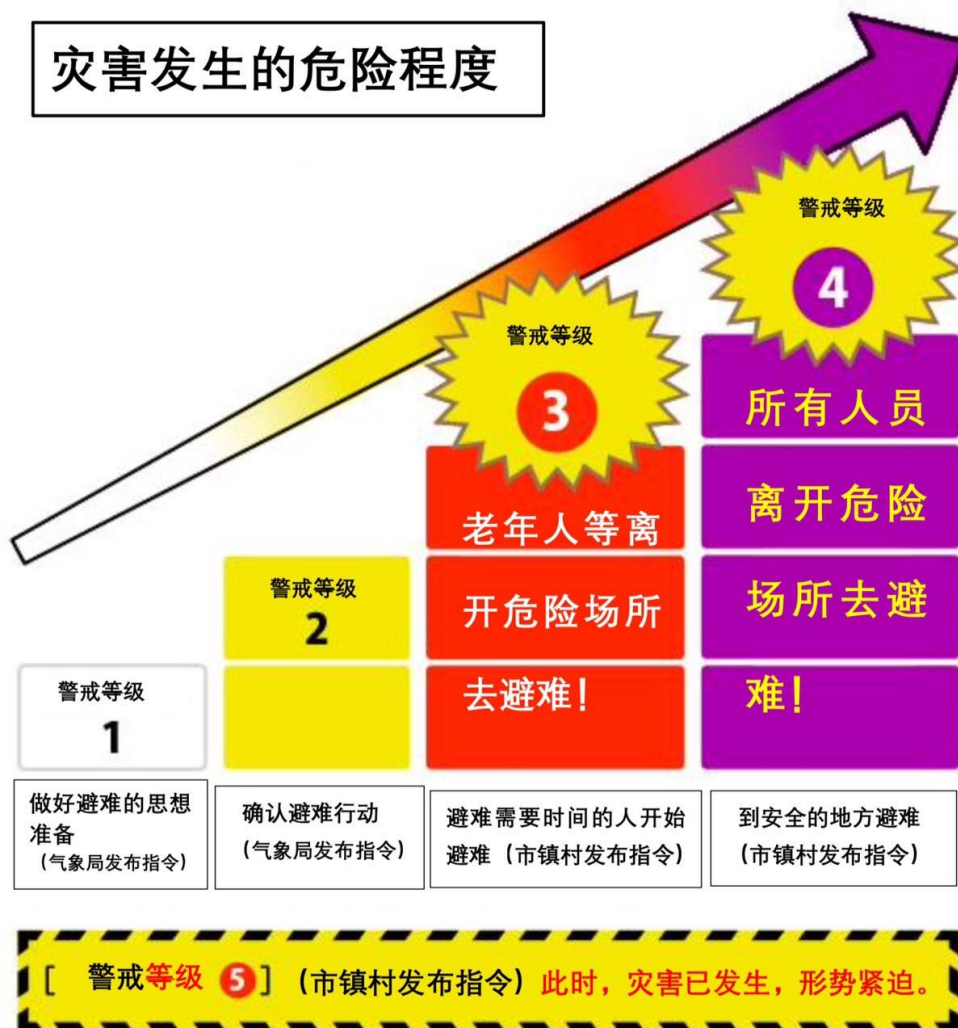 灾害发生的危险程度
警戒等级
4
所有人员
离开危险
场所去避
难！
警戒等级
3
老年人等离
开危险场所
去避难！
警戒等级
2
警戒等级
1
做好避难的思想
准备
（气象局发布指令）
确认避难行动
（气象局发布指令）
避难需要时间的人开始
避难（市镇村发布指令）
到安全的地方避难
（市镇村发布指令）
[ 警戒等级 5 ]（市镇村发布指令）此时，灾害已发生，形势紧迫。